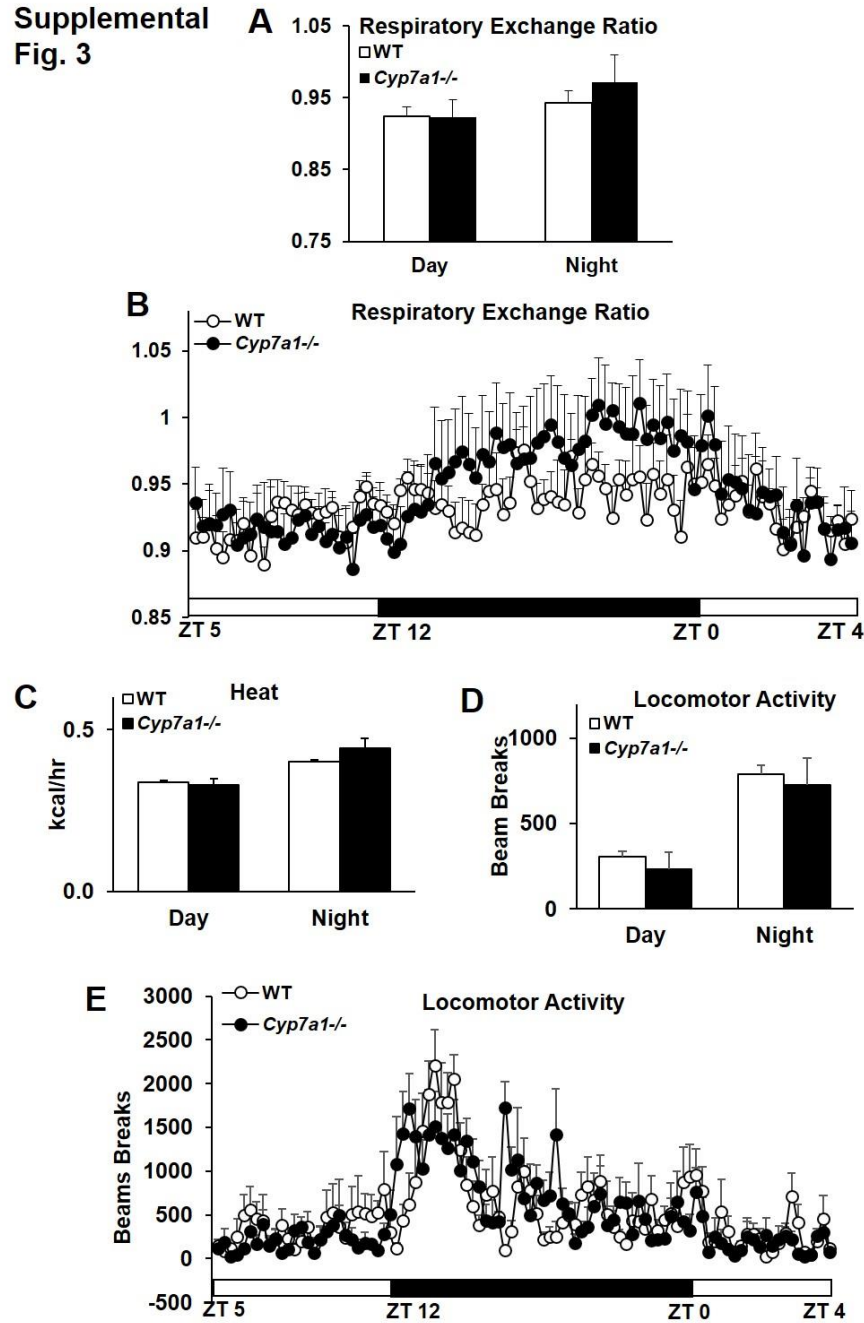 Supplemental
Fig. 3
A
Respiratory Exchange Ratio
WT
Cyp7a1-/-
1.05
0.95
0.85
0.75
Day
Night
B
Respiratory Exchange Ratio
WT
Cyp7a1-/-
1.05
1
0.95
0.9
0.85
ZT 5
ZT 12
ZT 0
ZT 4
C
Heat
WT
Cyp7a1-/-
kcal/hr
0.5
0.0
Day
Night
D
Locomotor Activity
WT
Cyp7a1-/-
Beam Breaks
1000
500
0
Day
Night
E
Locomotor Activity
WT
Cyp7a1-/-
Beams Breaks
3000
2500
2000
1500
1000
500
0
-500
ZT 5
ZT 12
ZT 0
ZT 4